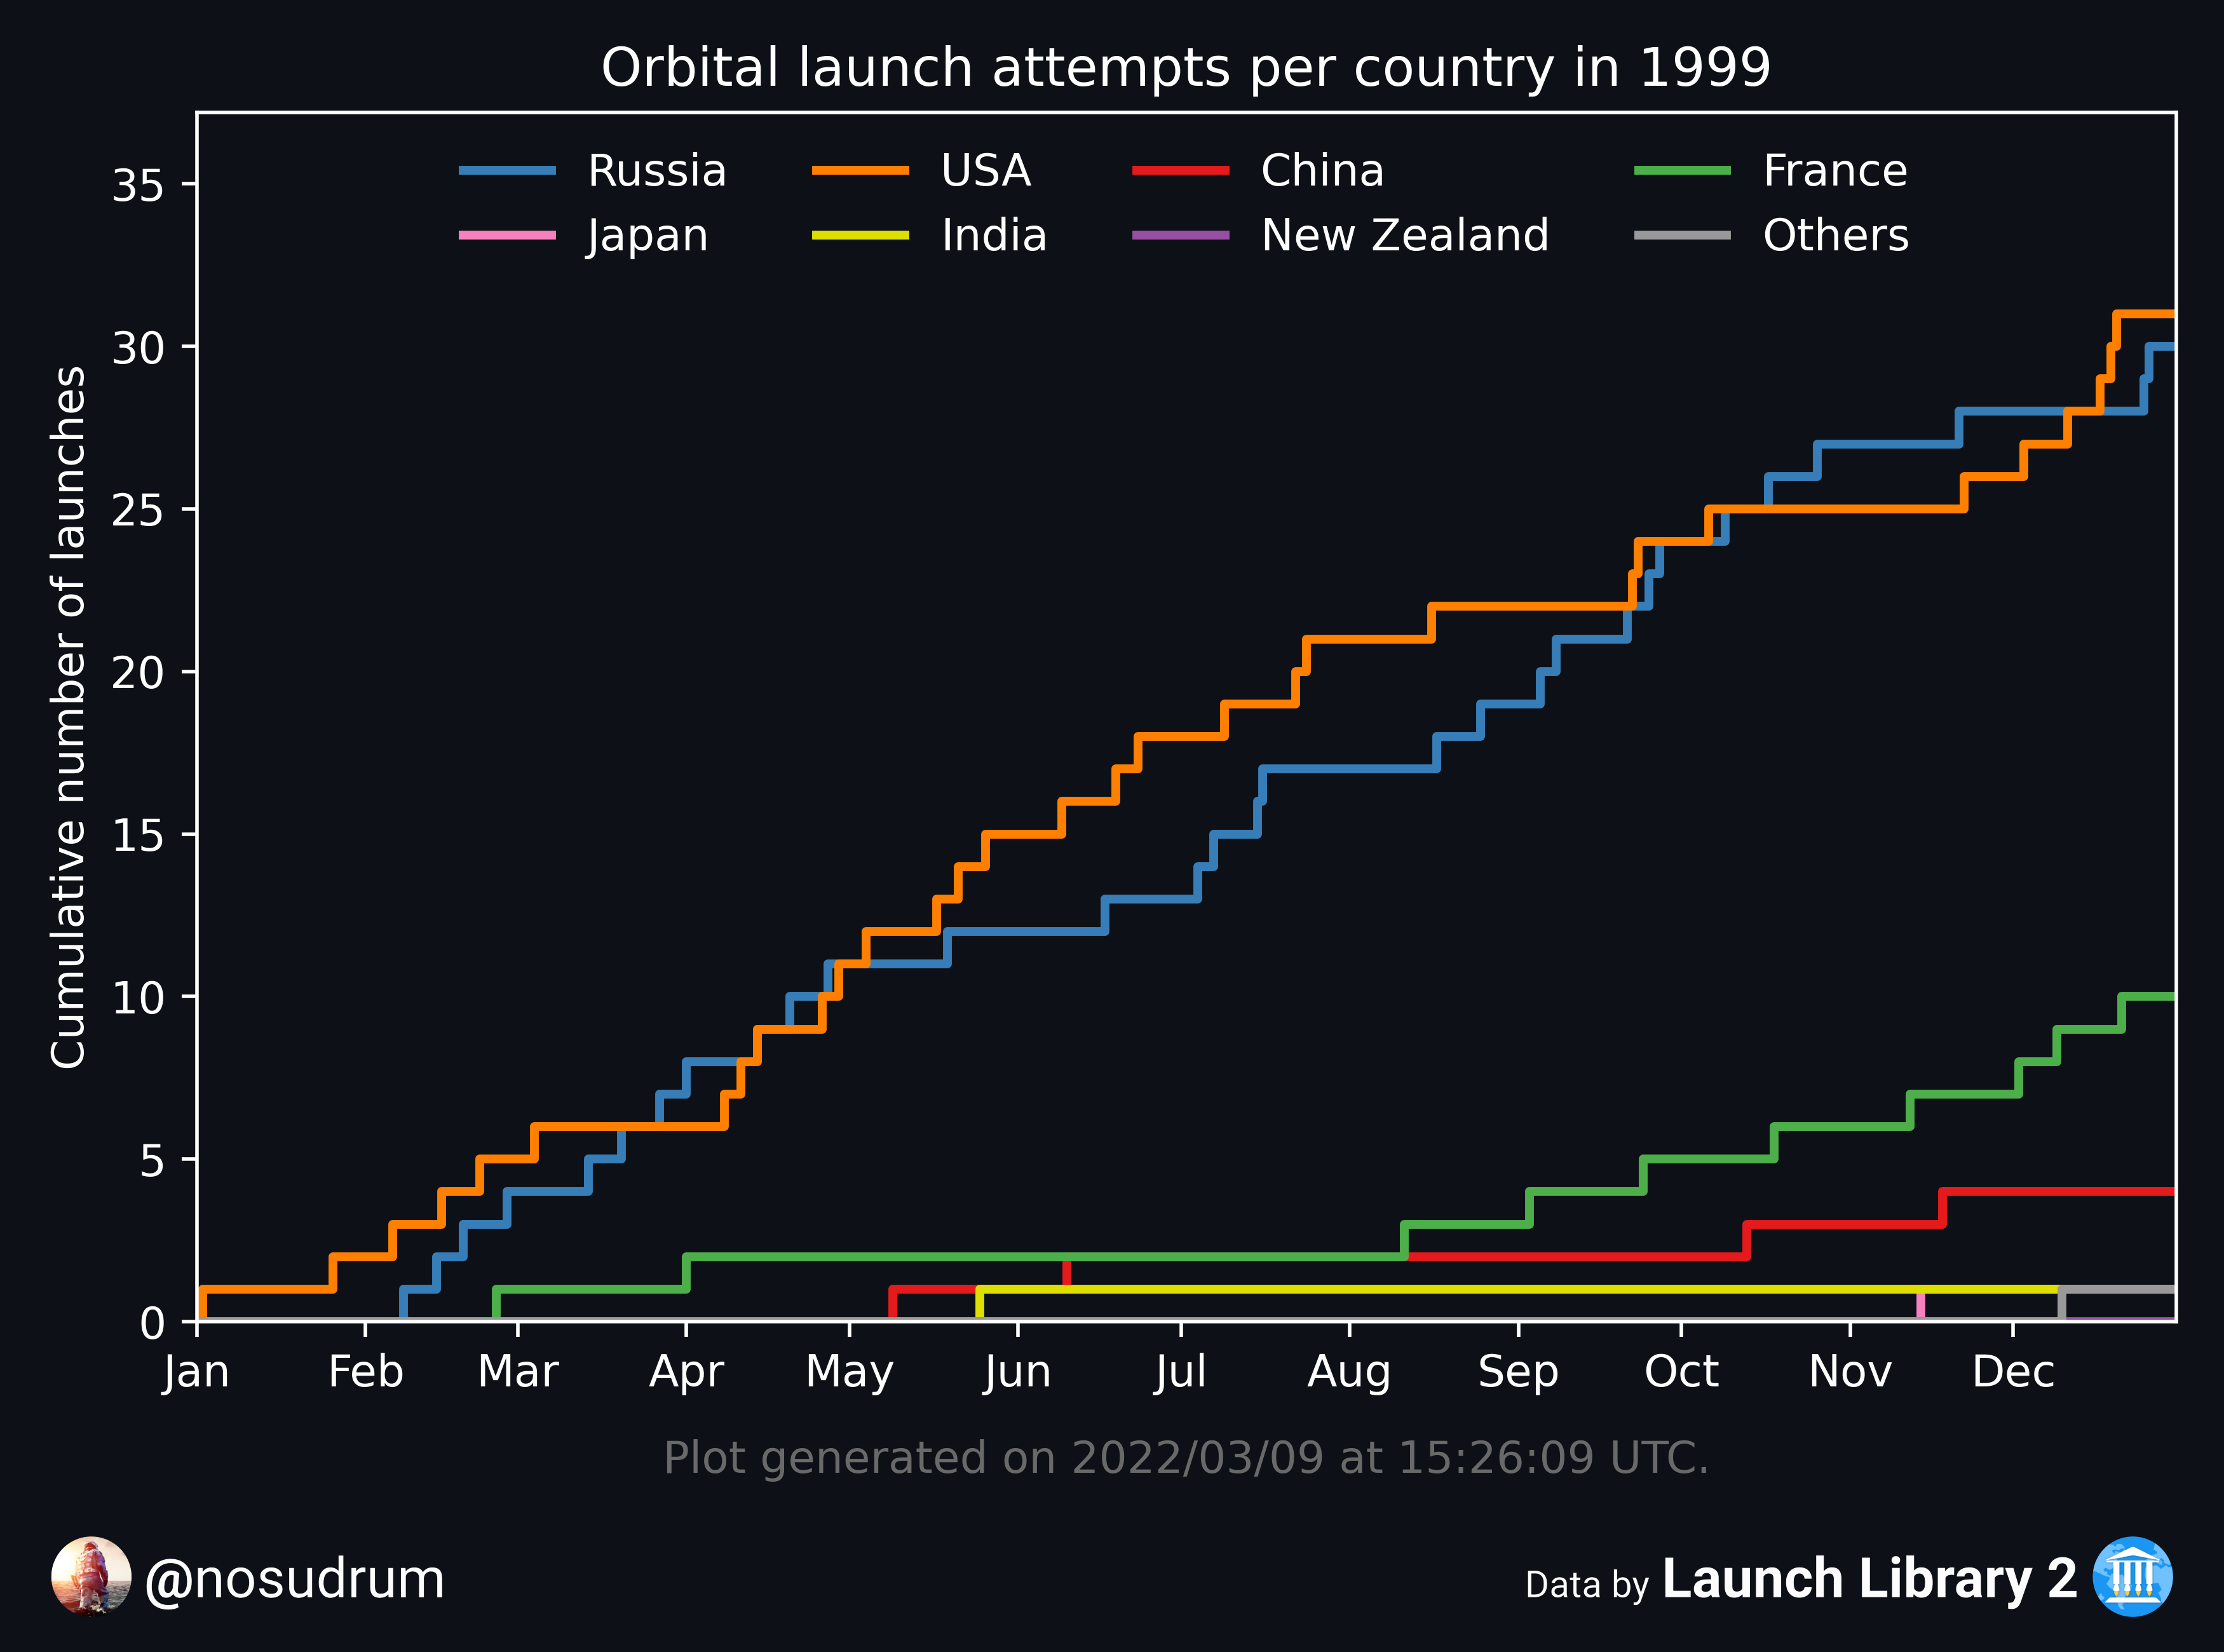 Orbital launch attempts per country in 1999
Russia USA China France
Japan India New Zealand Others
Cumulative number of launches
35
30
25
20
15
10
5
0
Jan Feb Mar Apr May Jun Jul Aug Sep Oct Nov Dec
Plot generated on 2022/03/09 at 15:26:09 UTC.
@nosudrum
Data by Launch Library 2